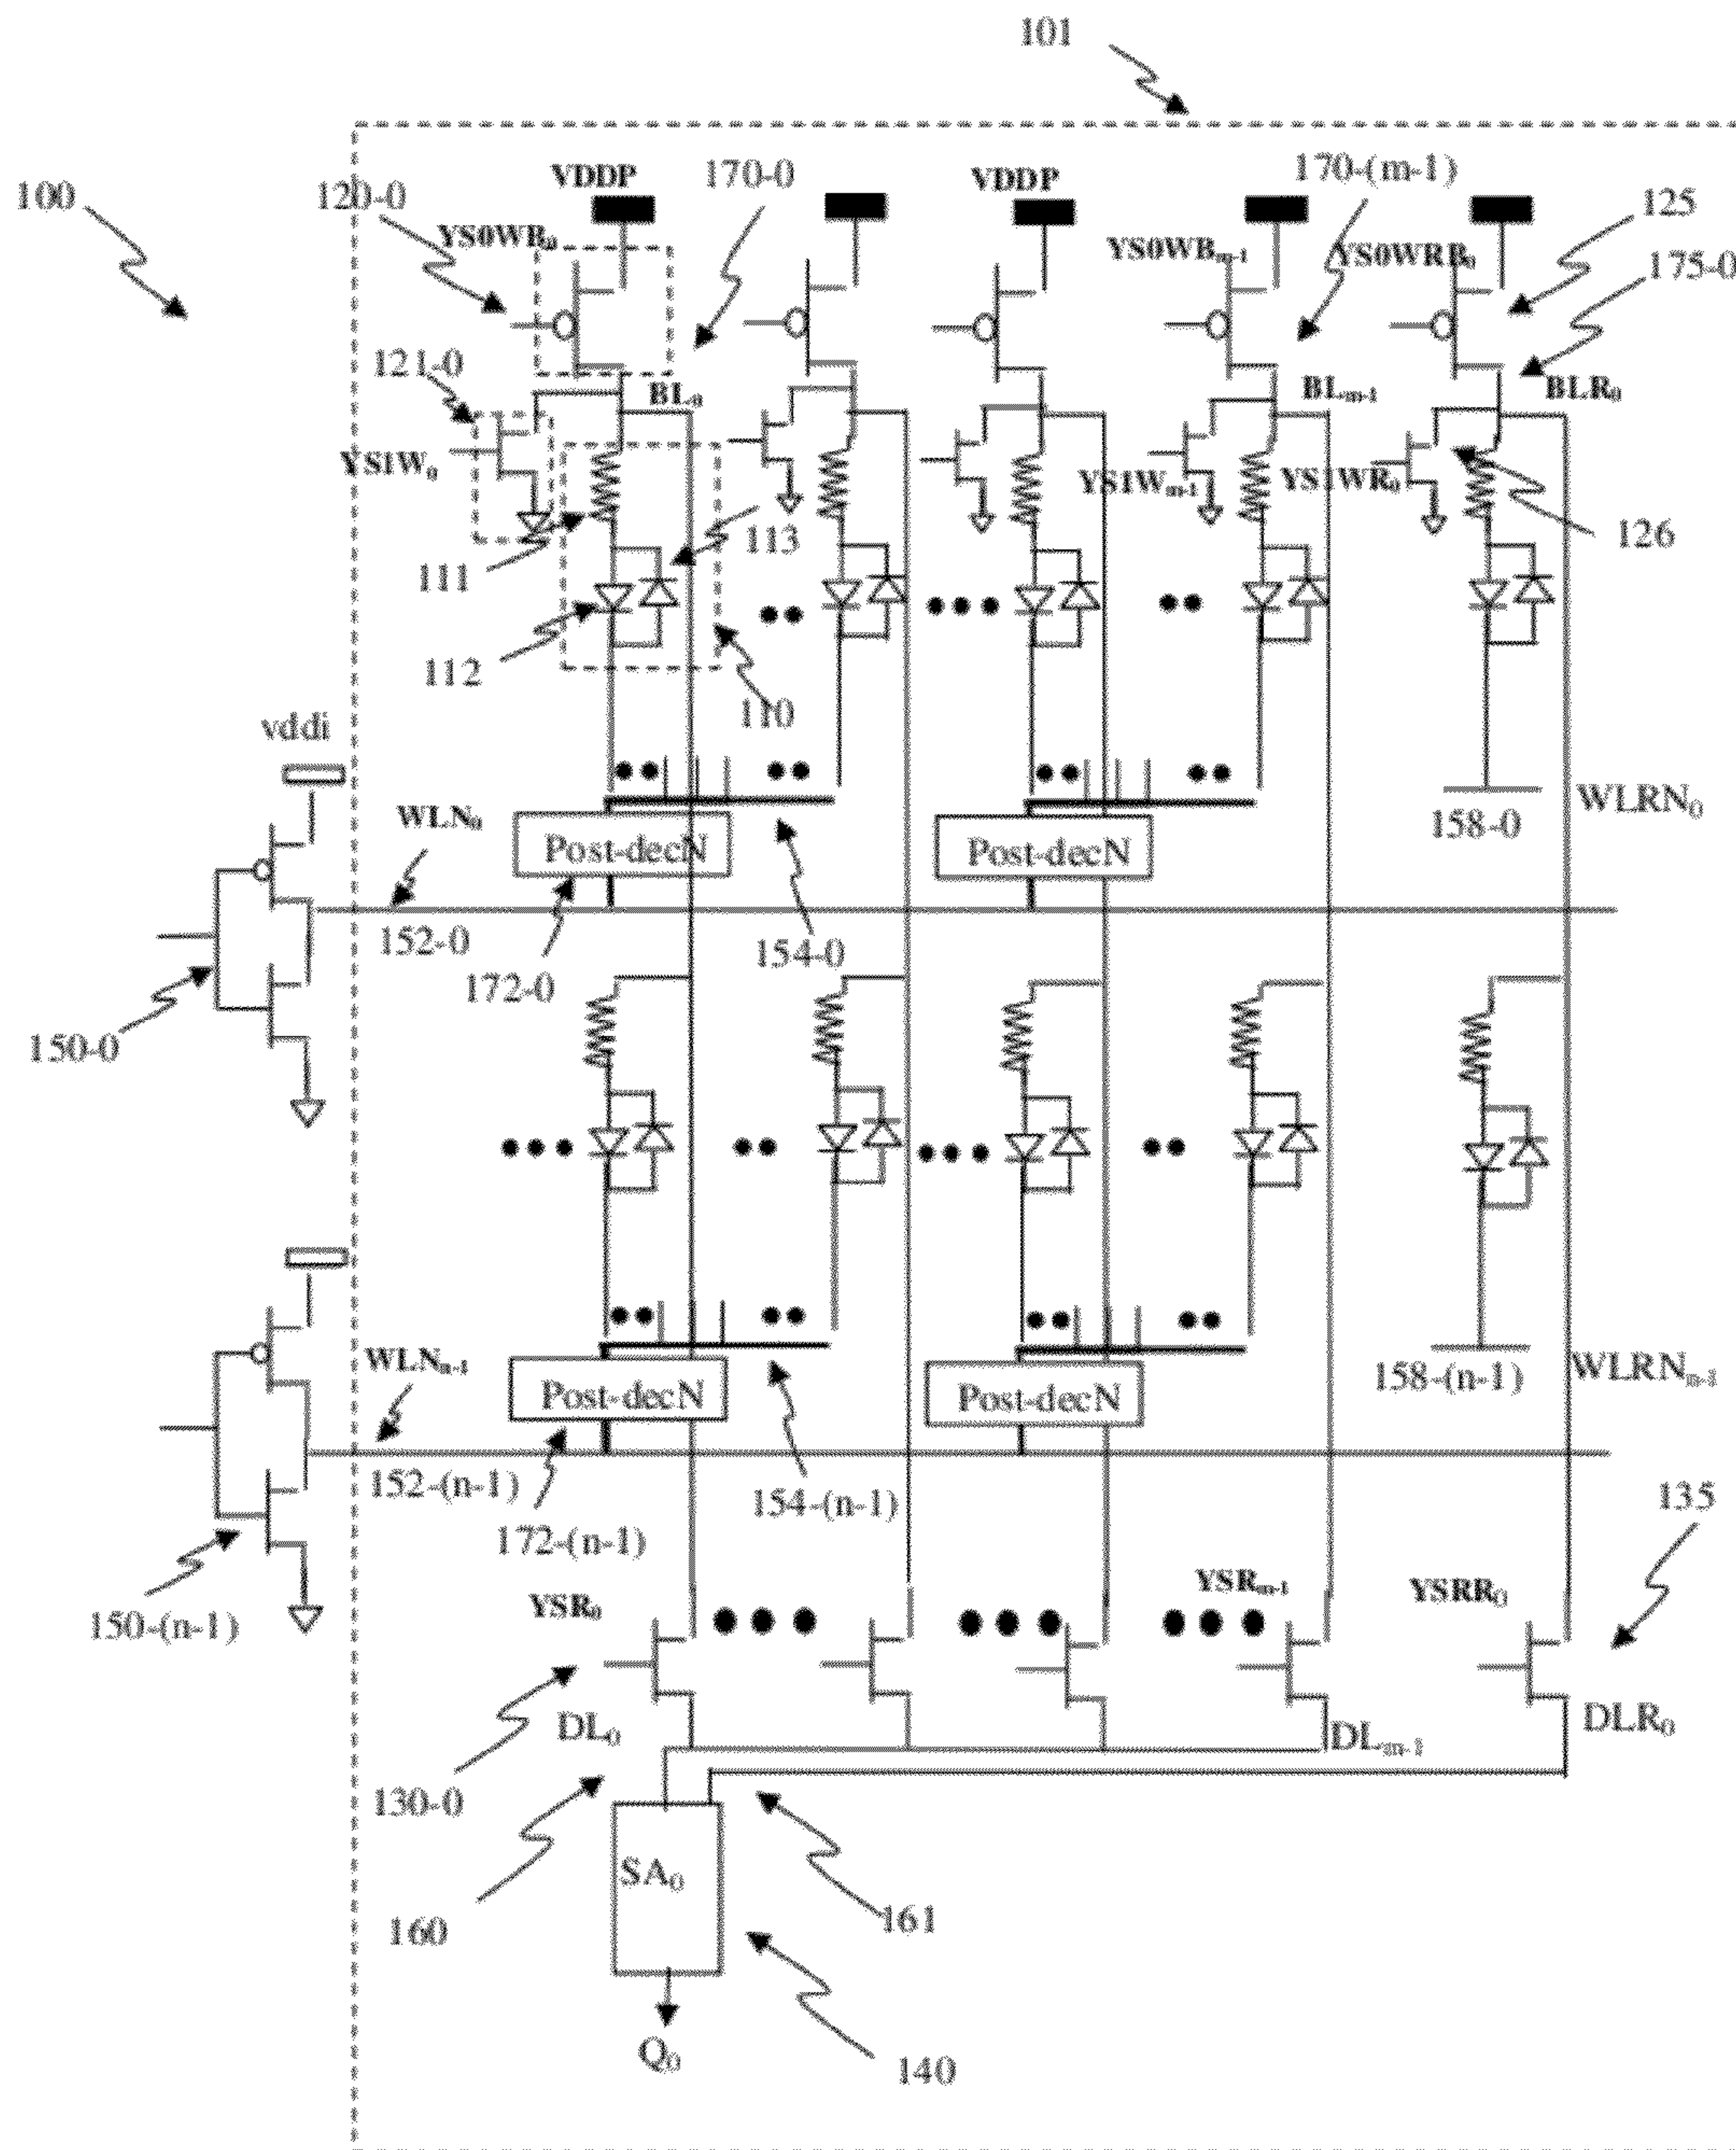 101
100
120-0
VDDP
170-0
VDDP
170-(m-1)
125
YS0WB₀
YS0WBₘ₋₁
YS0WRB₀
175-0
121-0
BL₀
BLₘ₋₁
BLR₀
YS1W₀
YS1Wₘ₋₁
YS1WR₀
113
126
111
112
110
vddi
WLN₀
Post-decN
Post-decN
158-0
WLRN₀
152-0
172-0
154-0
150-0
WLNₙ₋₁
Post-decN
Post-decN
158-(n-1)
152-(n-1)
154-(n-1)
172-(n-1)
135
150-(n-1)
YSR₀
YSRₘ₋₁
YSRR₀
DL₀
DLₘ₋₁
DLR₀
130-0
SA₀
160
161
Q₀
140